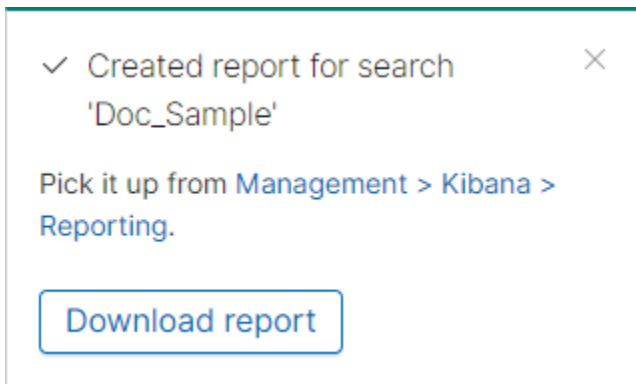 Created report for search
'Doc_Sample'
Pick it up from Management > Kibana >
Reporting.
Download report